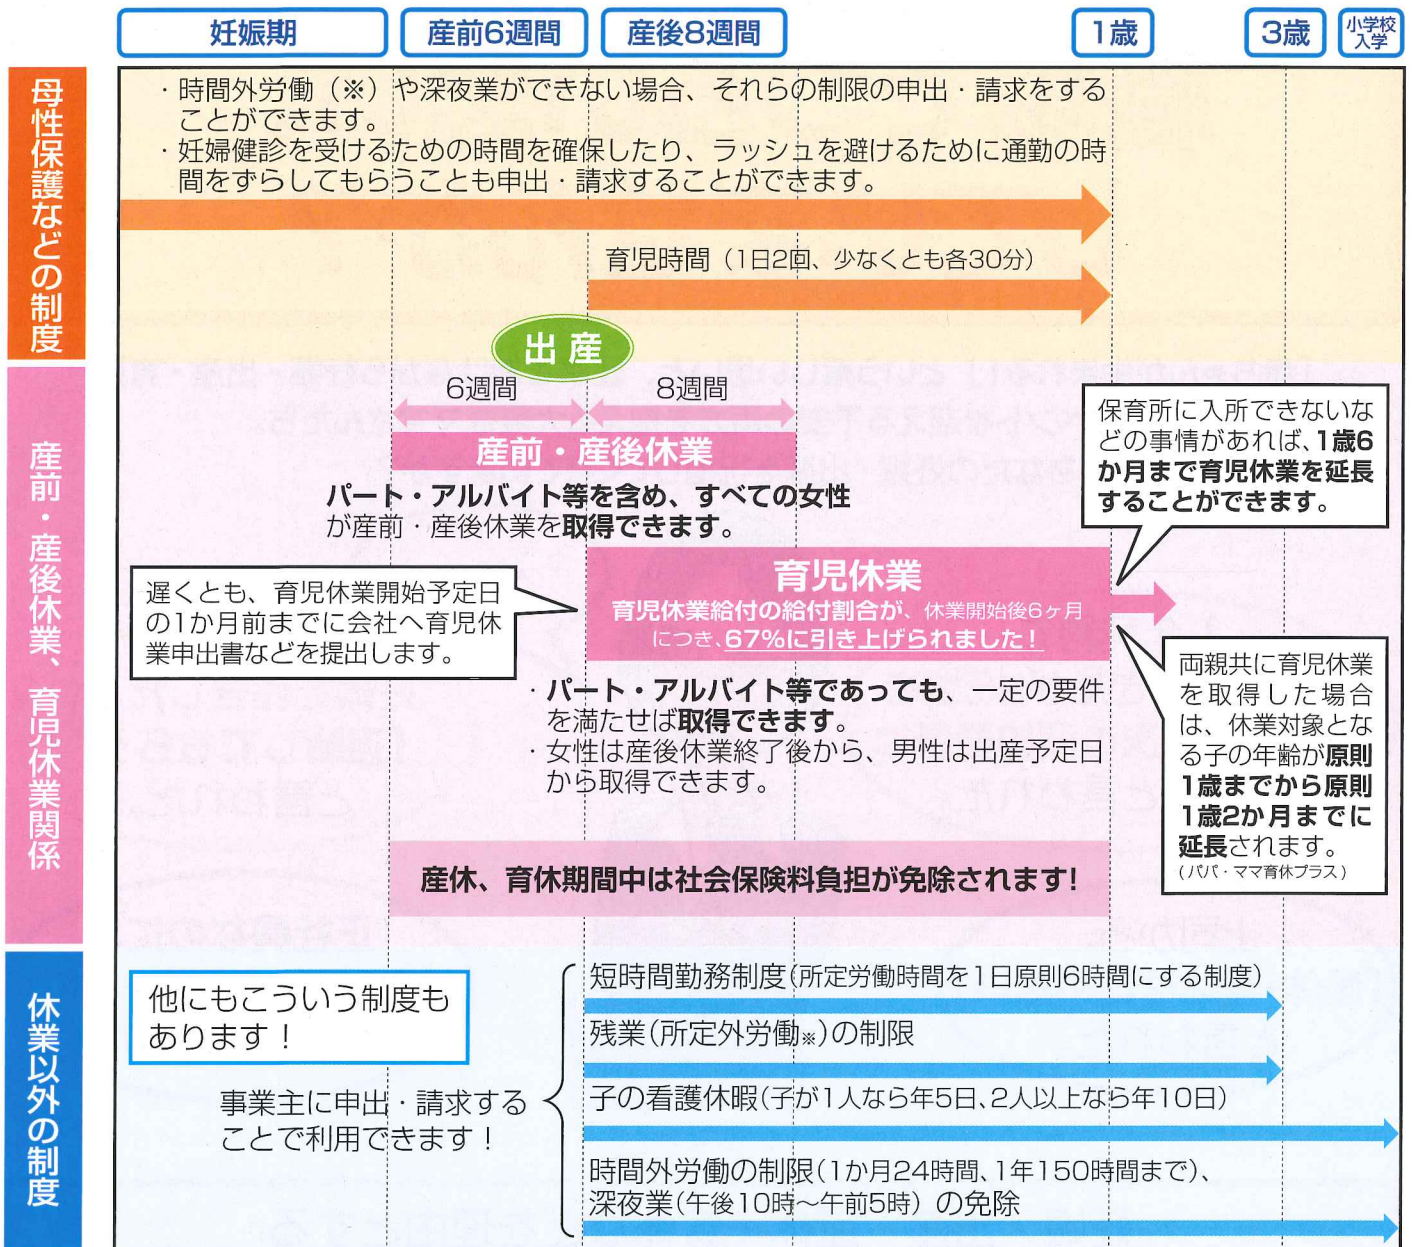 妊娠期
産前6週間
産後8週間
1歳
3歳
小学校
入学
母性保護などの制度
・時間外労働（※）や深夜業ができない場合、それらの制限の申出・請求をする
ことができます。
・妊婦健診を受けるための時間を確保したり、ラッシュを避けるために通勤の時
間をずらしてもらうことも申出・請求することができます。
育児時間（1日2回、少なくとも各30分）
出産
産前・産後休業、育児休業関係
6週間
8週間
産前・産後休業
パート・アルバイト等を含め、すべての女性
が産前・産後休業を取得できます。
保育所に入所できないな
どの事情があれば、1歳6
か月まで育児休業を延長
することができます。
遅くとも、育児休業開始予定日
の1か月前までに会社へ育児休
業申出書などを提出します。
育児休業
育児休業給付の給付割合が、休業開始後6ヶ月
につき、67%に引き上げられました！
・パート・アルバイト等であっても、一定の要件
を満たせば取得できます。
・女性は産後休業終了後から、男性は出産予定日
から取得できます。
両親共に育児休業
を取得した場合
は、休業対象とな
る子の年齢が原則
1歳までから原則
1歳2か月までに
延長されます。
(パパ・ママ育休プラス)
産休、育休期間中は社会保険料負担が免除されます!
休業以外の制度
他にもこういう制度も
あります！
事業主に申出・請求する
ことで利用できます！
短時間勤務制度(所定労働時間を1日原則6時間にする制度)
残業(所定外労働※)の制限
子の看護休暇(子が1人なら年5日、2人以上なら年10日)
時間外労働の制限(1か月24時間、1年150時間まで)、
深夜業(午後10時～午前5時）の免除